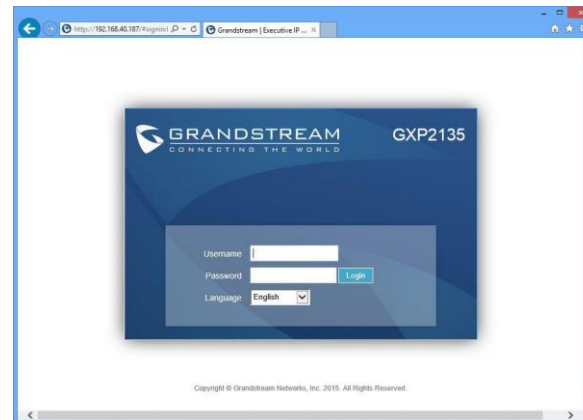 http://192.168.40.187/#signin:l
Grandstream | Executive IP ...
GRANDSTREAM
CONNECTING THE WORLD
GXP2135
Username
Password
Login
Language
English
Copyright © Grandstream Networks, Inc. 2015. All Rights Reserved.